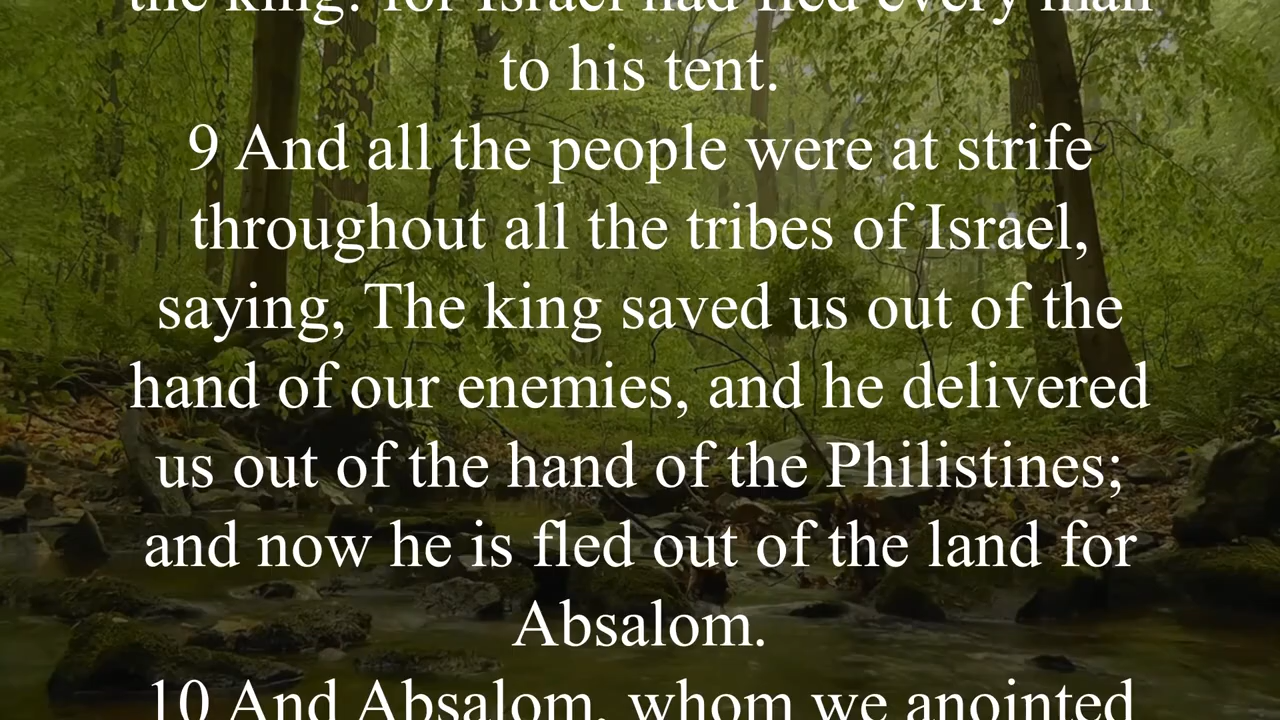 the king: for Israel had fled every man
to his tent.
9 And all the people were at strife
throughout all the tribes of Israel,
saying, The king saved us out of the
hand of our enemies, and he delivered
us out of the hand of the Philistines;
and now he is fled out of the land for
Absalom.
10 And Absalom, whom we anointed